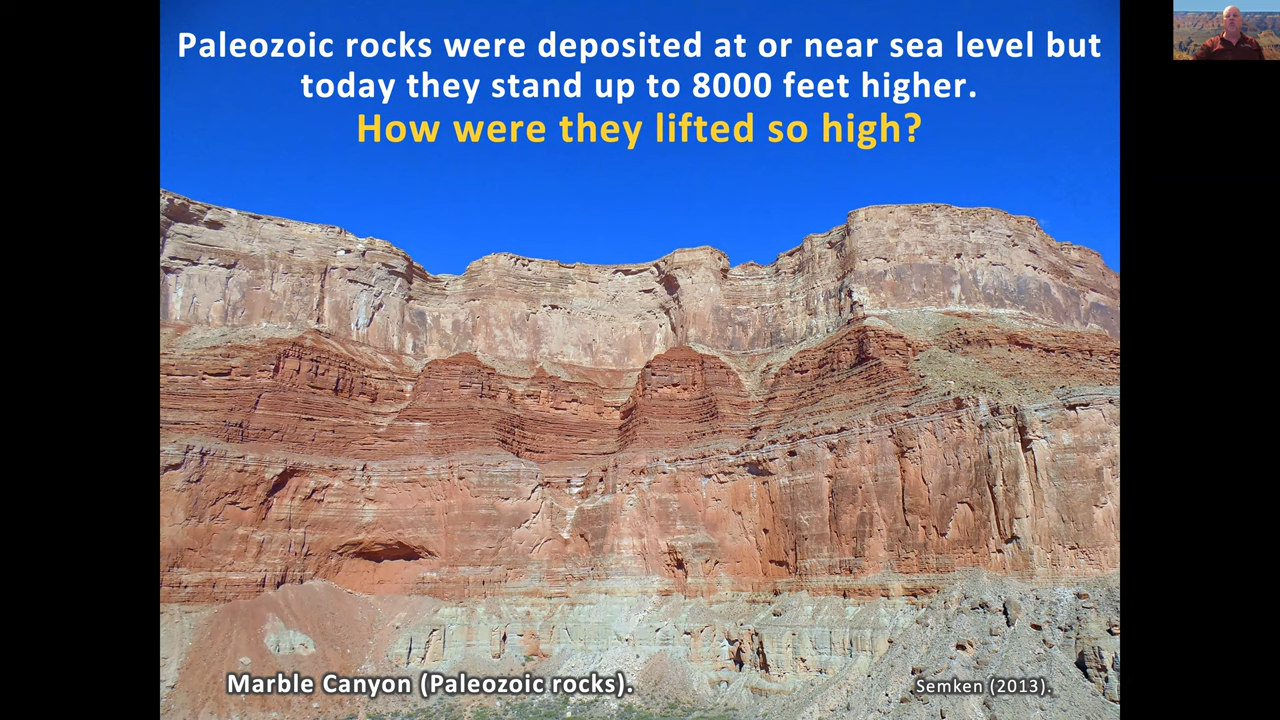 Paleozoic rocks were deposited at or near sea level but
today they stand up to 8000 feet higher.
How were they lifted so high?
Marble Canyon (Paleozoic rocks).
Semken (2013).